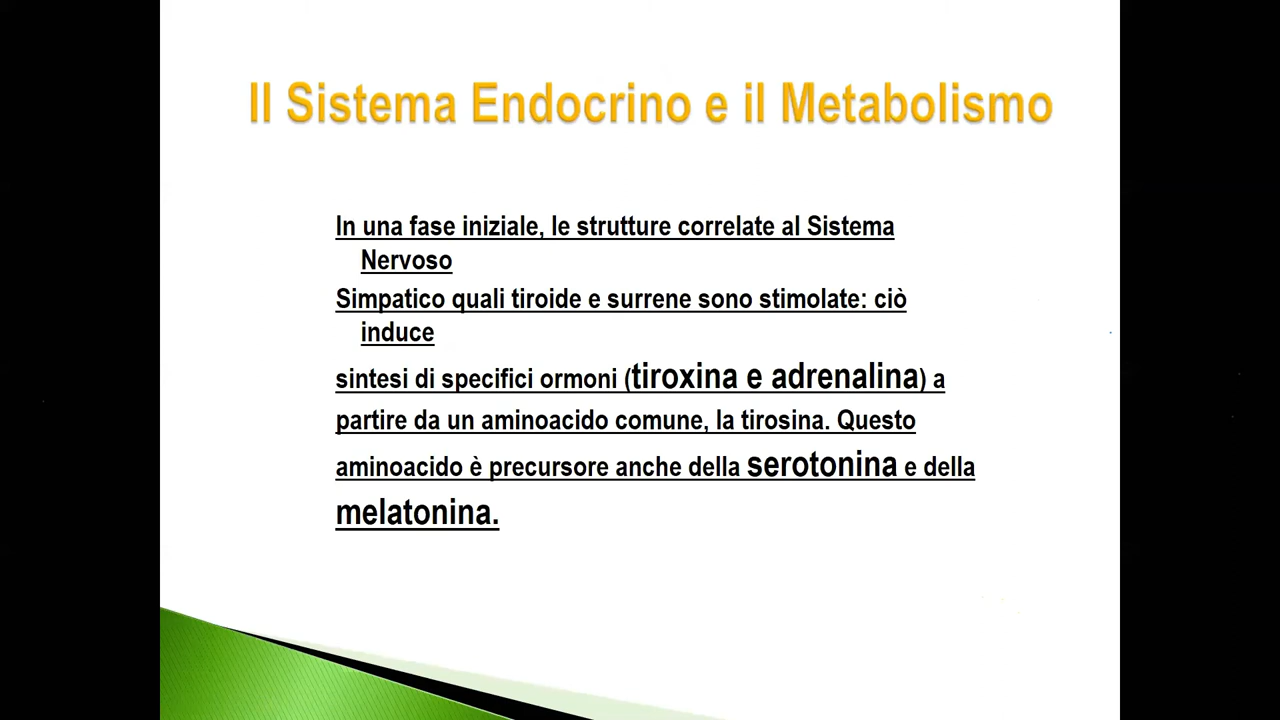 Il Sistema Endocrino e il Metabolismo
In una fase iniziale, le strutture correlate al Sistema
Nervoso
Simpatico quali tiroide e surrene sono stimolate: ciò
induce
sintesi di specifici ormoni (tiroxina e adrenalina) a
partire da un aminoacido comune, la tirosina. Questo
aminoacido è precursore anche della serotonina e della
melatonina.